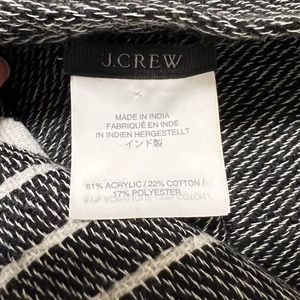 J.CREW
MADE IN INDIA
FABRIQUÉ EN INDE
IN INDIEN HERGESTELLT
インド製
61% ACRYLIC / 22% COTTON /
17% POLYESTER